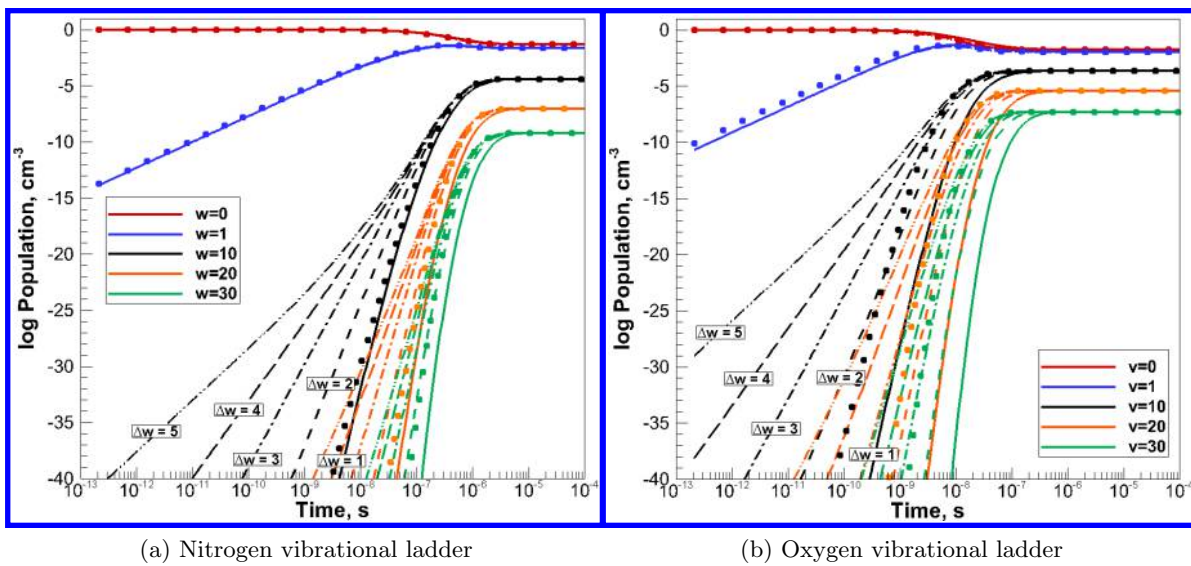 0
-5
-10
-15
-20
-25
-30
-35
-40
log Population, cm-3
w=0
w=1
w=10
w=20
w=30
Δw = 5
Δw = 4
Δw = 3
Δw = 2
Δw = 1
10-13 10-12 10-11 10-10 10-9 10-8 10-7 10-6 10-5 10-4
Time, s
(a) Nitrogen vibrational ladder
0
-5
-10
-15
-20
-25
-30
-35
-40
log Population, cm-3
Δw = 5
Δw = 4
Δw = 3
Δw = 2
Δw = 1
v=0
v=1
v=10
v=20
v=30
10-13 10-12 10-11 10-10 10-9 10-8 10-7 10-6 10-5 10-4
Time, s
(b) Oxygen vibrational ladder